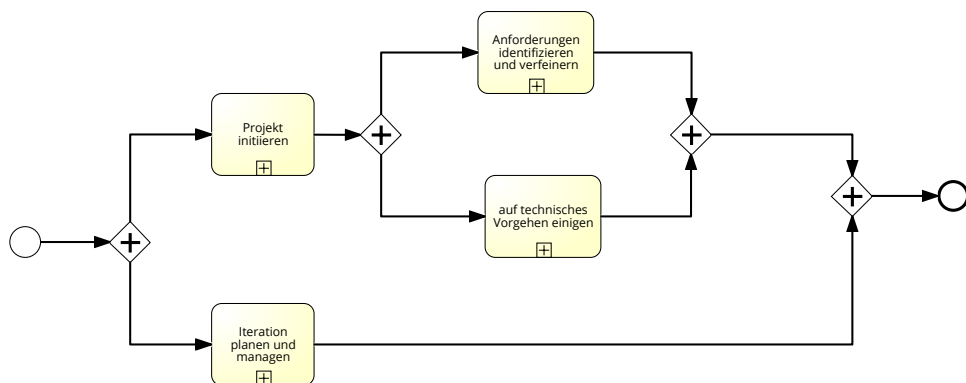 Anforderungen
identifizieren
und verfeinern
Projekt
initiieren
auf technisches
Vorgehen einigen
Iteration
planen und
managen